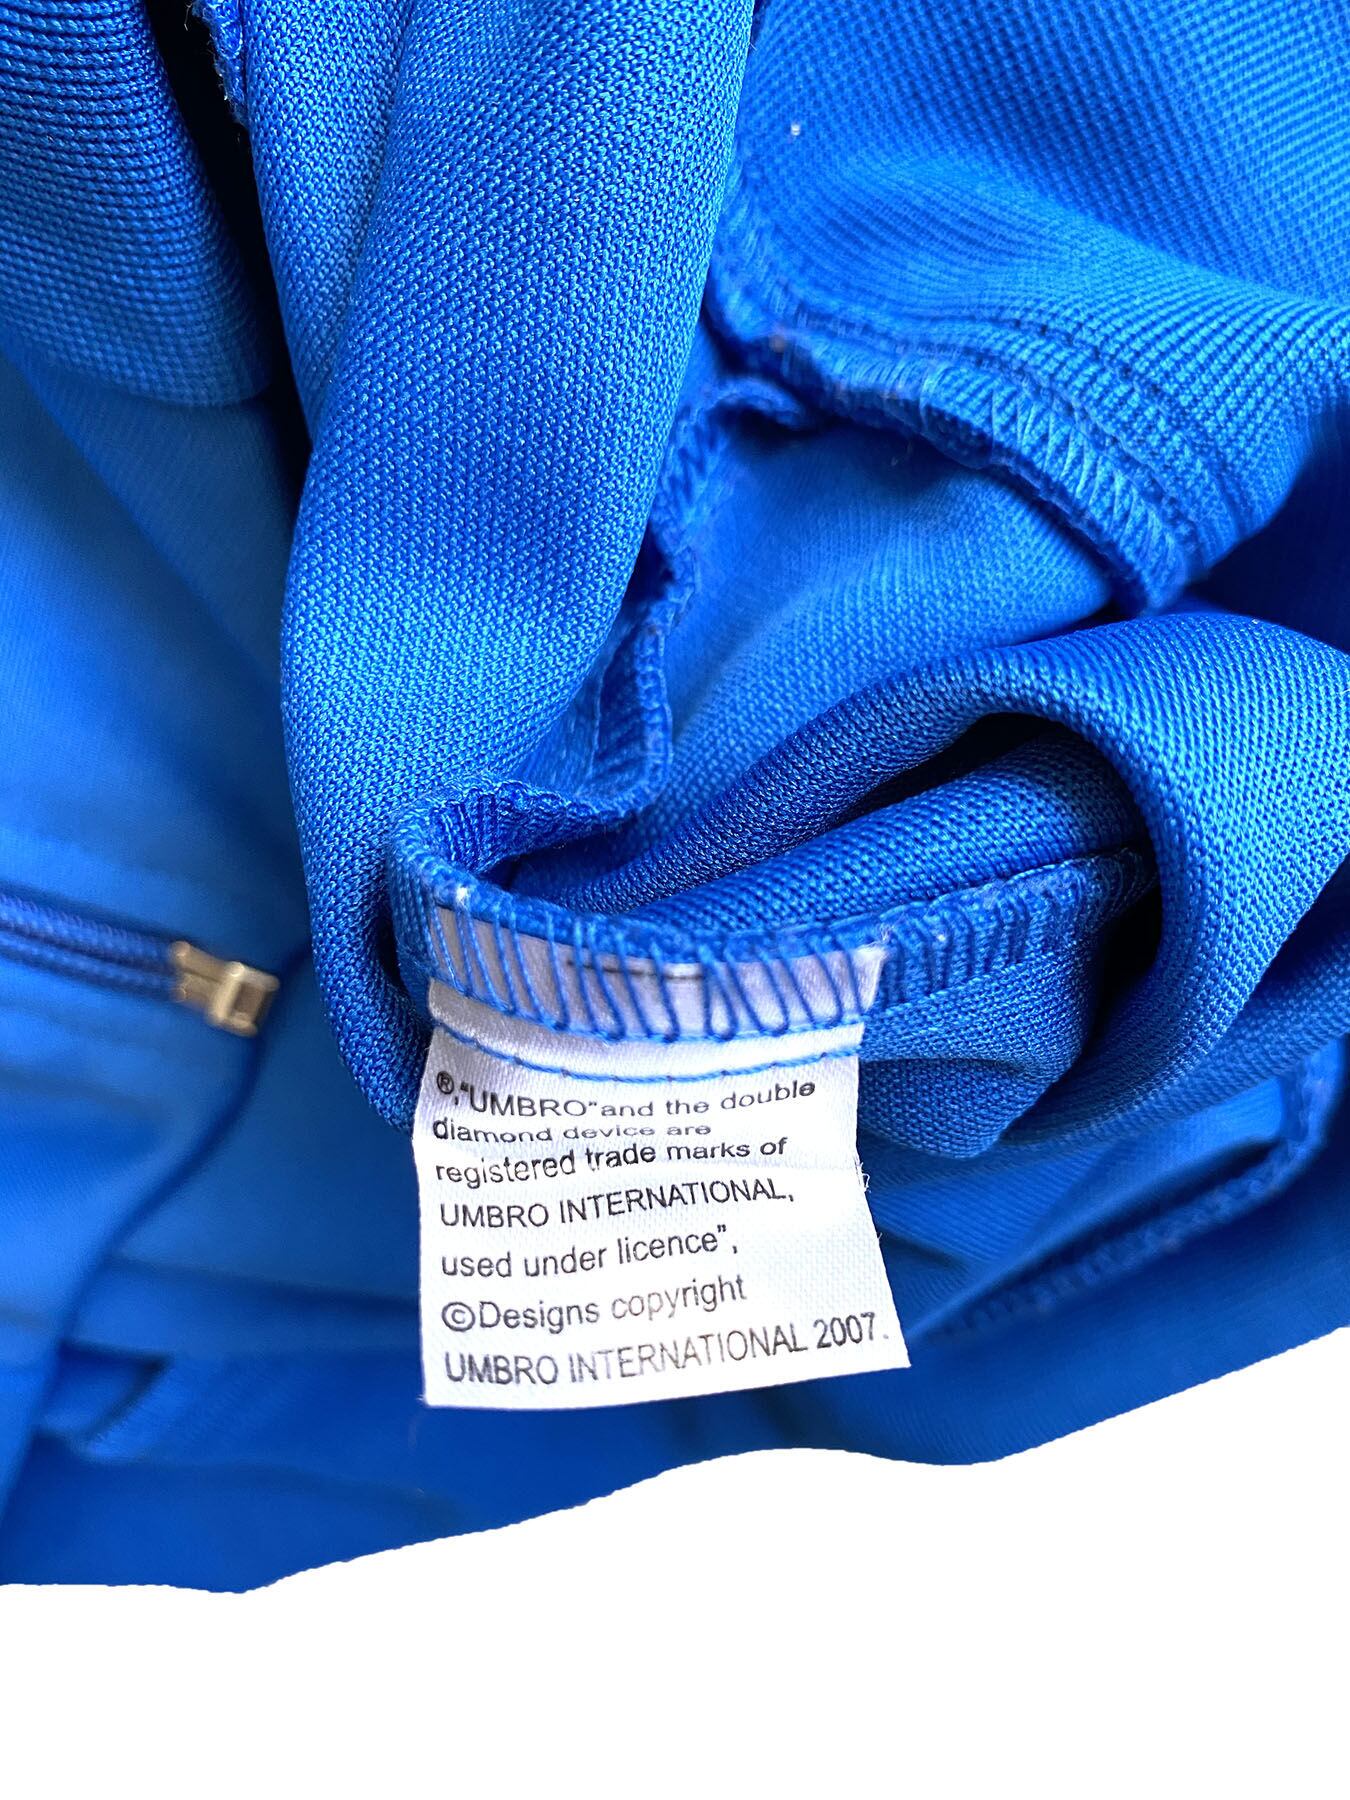 ®,"UMBRO"and the double
diamond device are
registered trade marks of
UMBRO INTERNATIONAL,
used under licence",
©Designs copyright
UMBRO INTERNATIONAL 2007.